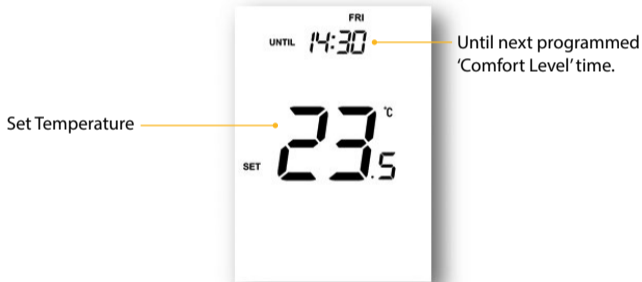 FRI
UNTIL 14:30
Until next programmed
‘Comfort Level’ time.
Set Temperature
23.5 °C
SET